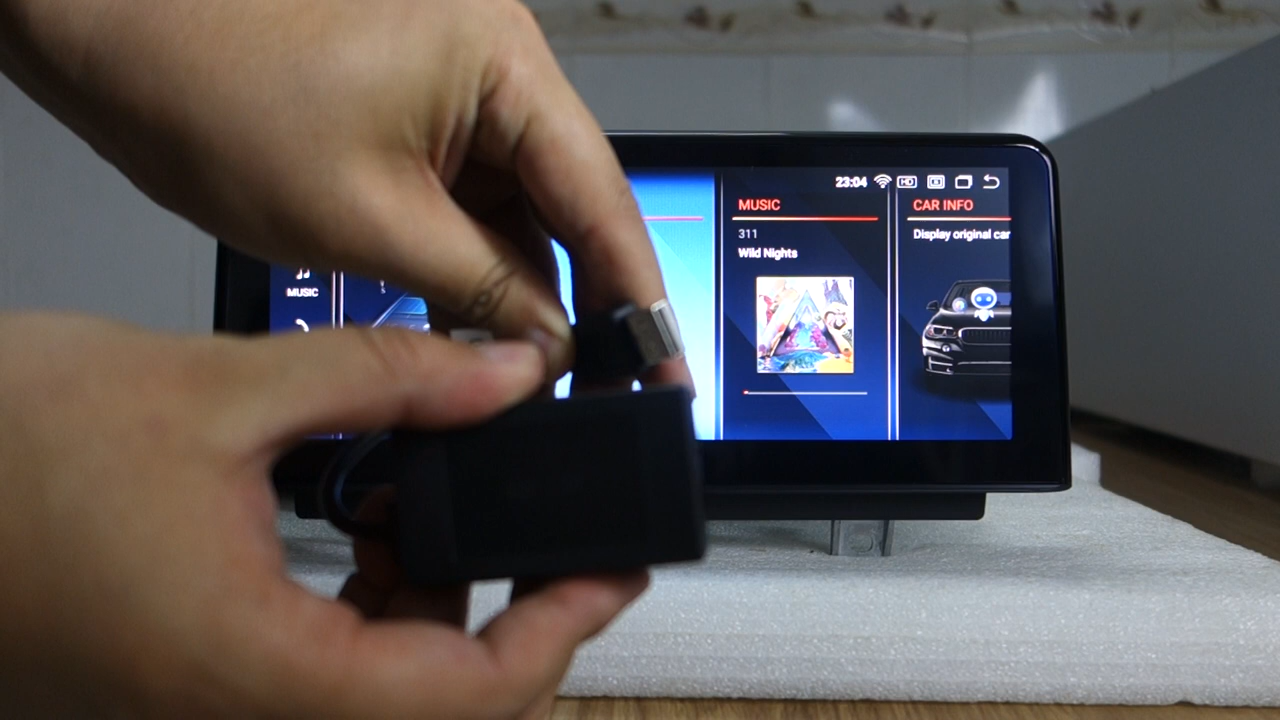 23:04 HD
MUSIC
311
Wild Nights
CAR INFO
Display original car
MUSIC